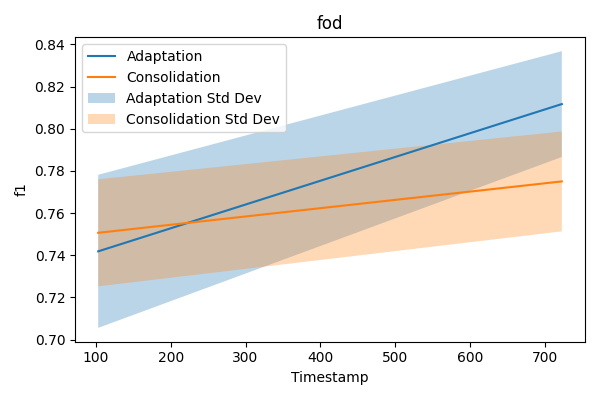 fod
Adaptation
Consolidation
Adaptation Std Dev
Consolidation Std Dev
0.84
0.82
0.80
0.78
0.76
0.74
0.72
0.70
f1
100
200
300
400
500
600
700
Timestamp